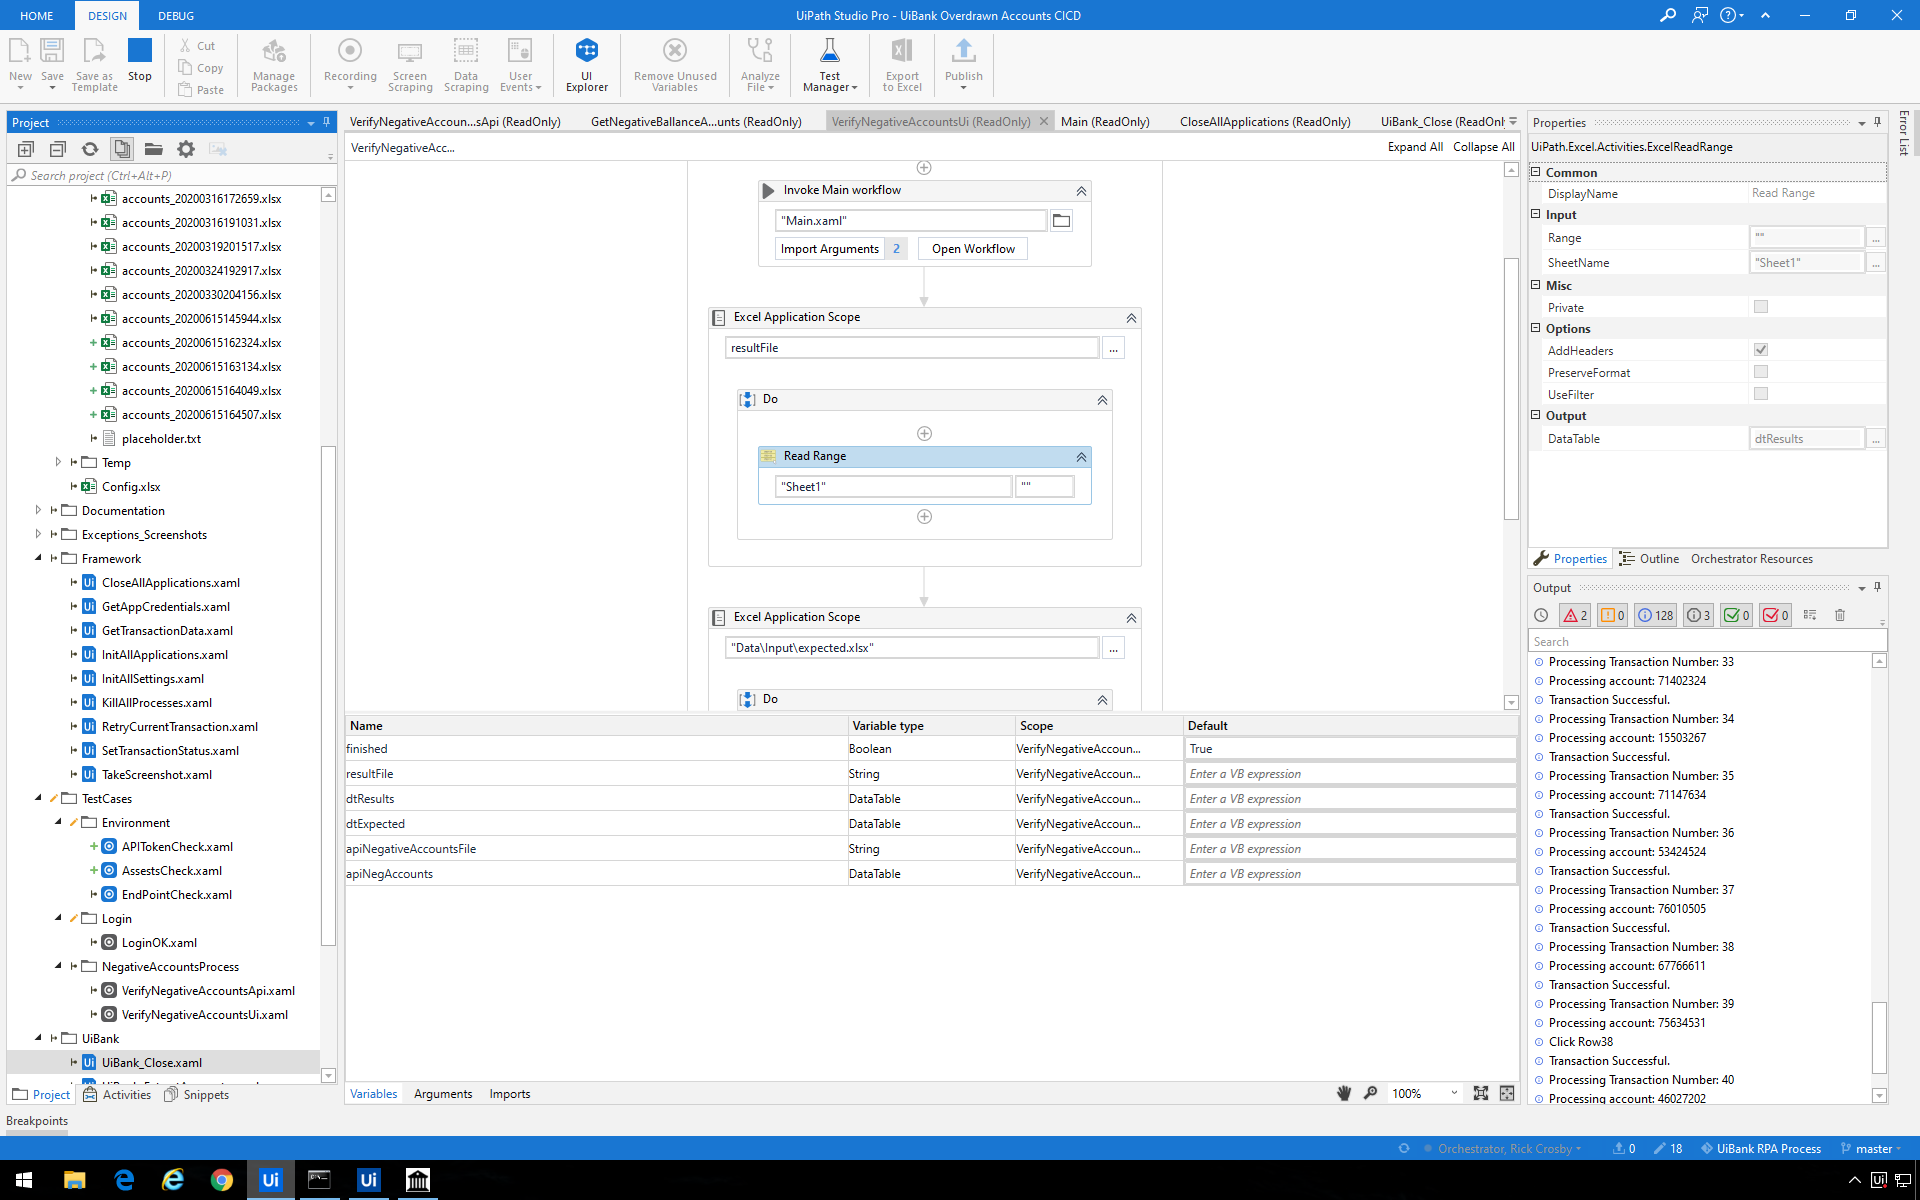 HOME DESIGN DEBUG UiPath Studio Pro - UiBank Overdrawn Accounts CICD
New Save Save as Template Stop Cut Copy Paste Manage Packages Recording Screen Scraping Data Scraping User Events UI Explorer Remove Unused Variables Analyze File Test Manager Export to Excel Publish
Project
Search project (Ctrl+Alt+P)
accounts_20200316172659.xlsx
accounts_20200316191031.xlsx
accounts_20200319201517.xlsx
accounts_20200324192917.xlsx
accounts_20200330204156.xlsx
accounts_20200615145944.xlsx
accounts_20200615162324.xlsx
accounts_20200615163134.xlsx
accounts_20200615164049.xlsx
accounts_20200615164507.xlsx
placeholder.txt
Temp
Config.xlsx
Documentation
Exceptions_Screenshots
Framework
CloseAllApplications.xaml
GetAppCredentials.xaml
GetTransactionData.xaml
InitAllApplications.xaml
InitAllSettings.xaml
KillAllProcesses.xaml
RetryCurrentTransaction.xaml
SetTransactionStatus.xaml
TakeScreenshot.xaml
TestCases
Environment
APITokenCheck.xaml
AssestsCheck.xaml
EndPointCheck.xaml
Login
LoginOK.xaml
NegativeAccountsProcess
VerifyNegativeAccountsApi.xaml
VerifyNegativeAccountsUi.xaml
UiBank
UiBank_Close.xaml
Project Activities Snippets
Breakpoints
VerifyNegativeAccoun...sApi (ReadOnly) GetNegativeBallanceA...unts (ReadOnly) VerifyNegativeAccountsUi (ReadOnly) Main (ReadOnly) CloseAllApplications (ReadOnly) UiBank_Close (ReadOnl
VerifyNegativeAcc... Expand All Collapse All
Invoke Main workflow
"Main.xaml"
Import Arguments 2 Open Workflow
Excel Application Scope
resultFile ...
Do
Read Range
"Sheet1" ""
Excel Application Scope
"Data\Input\expected.xlsx" ...
Do
Name Variable type Scope Default
finished Boolean VerifyNegativeAccoun... True
resultFile String VerifyNegativeAccoun... Enter a VB expression
dtResults DataTable VerifyNegativeAccoun... Enter a VB expression
dtExpected DataTable VerifyNegativeAccoun... Enter a VB expression
apiNegativeAccountsFile String VerifyNegativeAccoun... Enter a VB expression
apiNegAccounts DataTable VerifyNegativeAccoun... Enter a VB expression
Variables Arguments Imports 100%
Properties
UiPath.Excel.Activities.ExcelReadRange
Common
DisplayName Read Range
Input
Range "" ...
SheetName "Sheet1" ...
Misc
Private
Options
AddHeaders
PreserveFormat
UseFilter
Output
DataTable dtResults ...
Properties Outline Orchestrator Resources
Error List
Output
2 0 128 3 0 0
Search
Processing Transaction Number: 33
Processing account: 71402324
Transaction Successful.
Processing Transaction Number: 34
Processing account: 15503267
Transaction Successful.
Processing Transaction Number: 35
Processing account: 71147634
Transaction Successful.
Processing Transaction Number: 36
Processing account: 53424524
Transaction Successful.
Processing Transaction Number: 37
Processing account: 76010505
Transaction Successful.
Processing Transaction Number: 38
Processing account: 67766611
Transaction Successful.
Processing Transaction Number: 39
Processing account: 75634531
Click Row38
Transaction Successful.
Processing Transaction Number: 40
Processing account: 46027202
Orchestrator, Rick Crosby 0 18 UiBank RPA Process master
Ui Ui